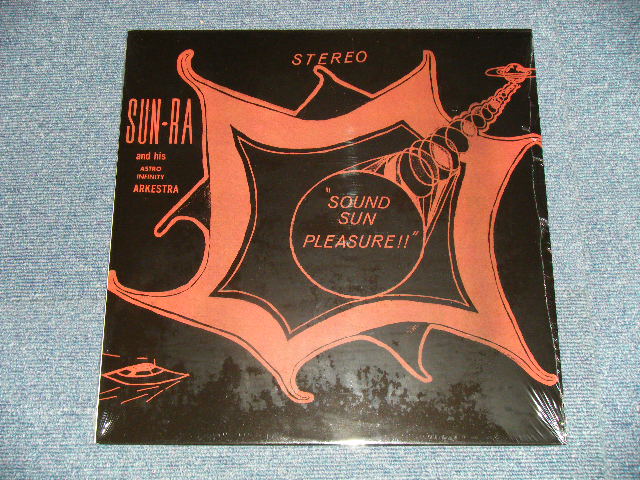 STEREO
SUN-RA
and his
ASTRO
INFINITY
ARKESTRA
"SOUND
SUN
PLEASURE!!"